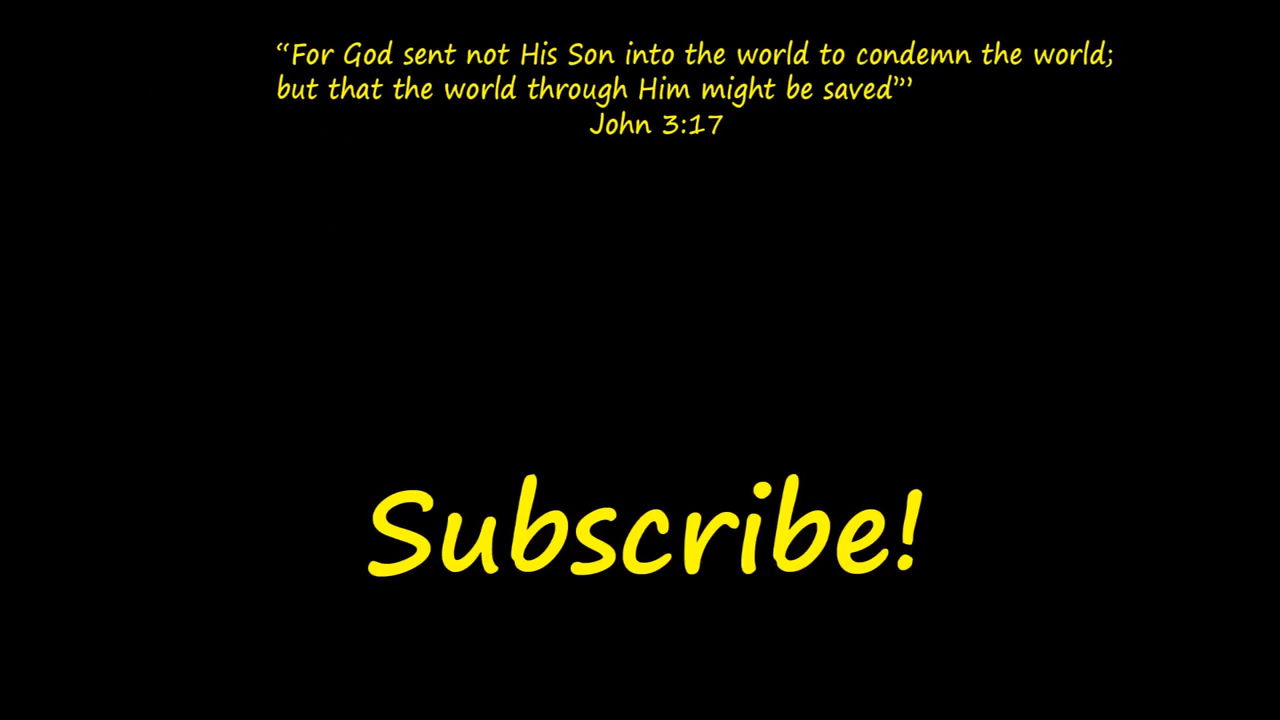 “For God sent not His Son into the world to condemn the world;
but that the world through Him might be saved”’
John 3:17
Subscribe!